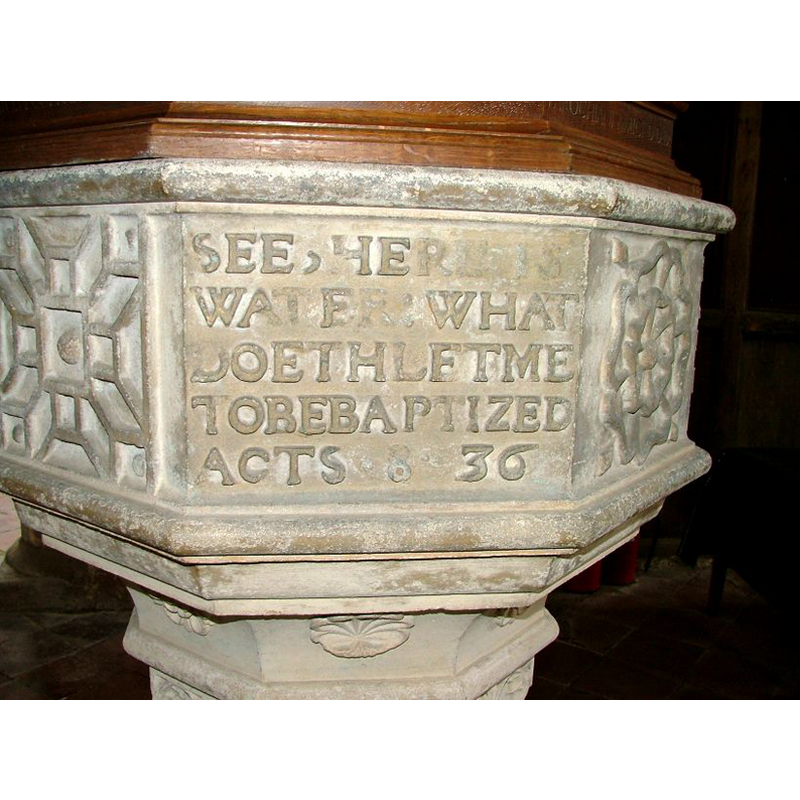 SEE, HERE IS
WATER: WHAT
DOETH LET ME
TO BE BAPTIZED
ACTS 8 36